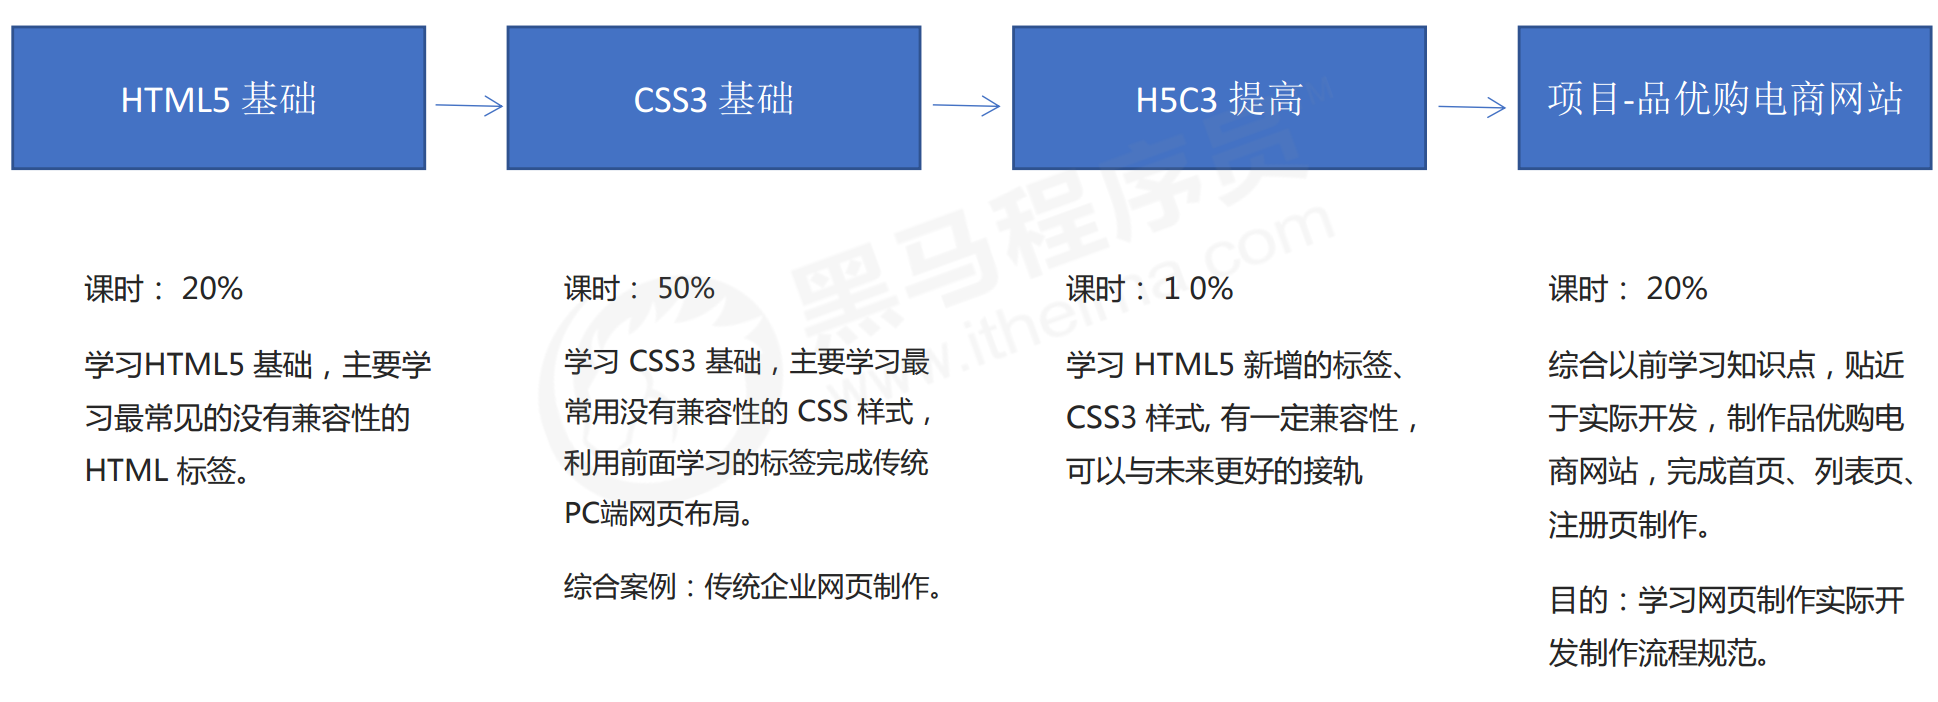 HTML5 基础
CSS3 基础
H5C3 提高
项目-品优购电商网站
课时： 20%
学习HTML5 基础，主要学
习最常见的没有兼容性的
HTML 标签。
课时： 50%
学习 CSS3 基础，主要学习最
常用没有兼容性的 CSS 样式，
利用前面学习的标签完成传统
PC端网页布局。
综合案例：传统企业网页制作。
课时： 1 0%
学习 HTML5 新增的标签、
CSS3 样式, 有一定兼容性，
可以与未来更好的接轨
课时： 20%
综合以前学习知识点，贴近
于实际开发，制作品优购电
商网站，完成首页、列表页、
注册页制作。
目的：学习网页制作实际开
发制作流程规范。
黑马程序员TM
www.itheima.com